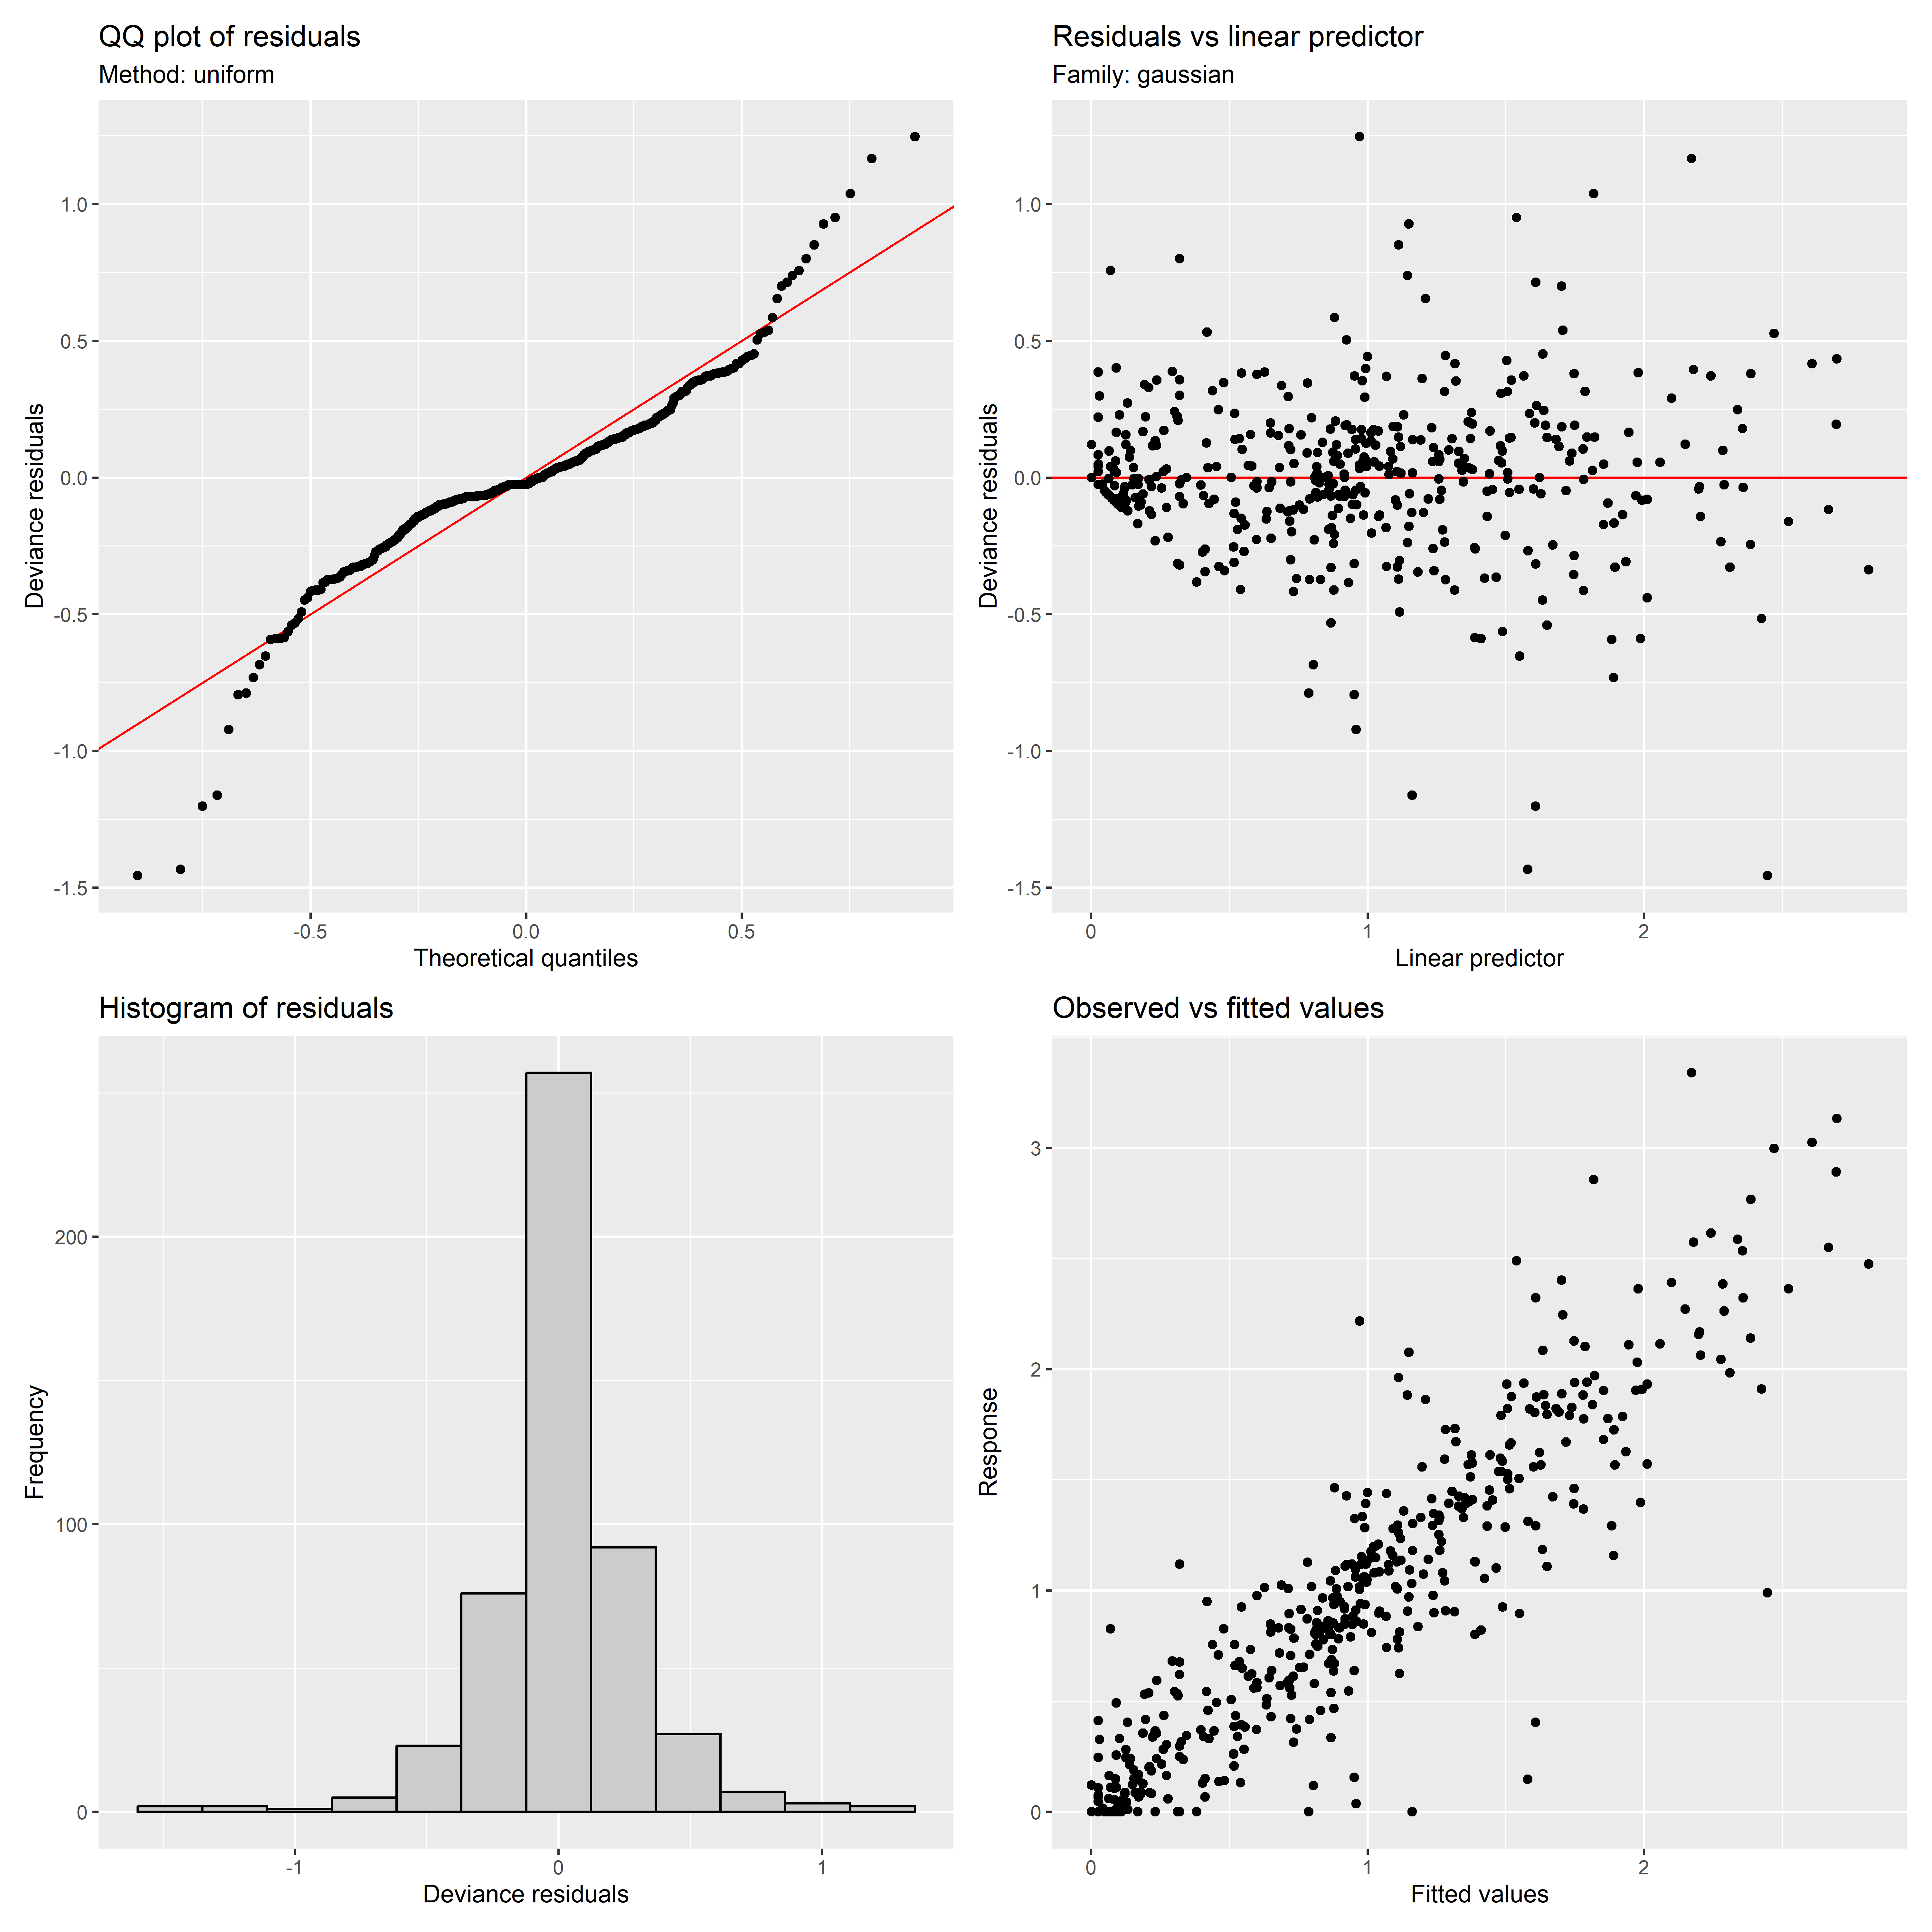 QQ plot of residuals
Method: uniform
Deviance residuals
1.0
0.5
0.0
-0.5
-1.0
-1.5
-0.5
0.0
0.5
Theoretical quantiles
Residuals vs linear predictor
Family: gaussian
Deviance residuals
1.0
0.5
0.0
-0.5
-1.0
-1.5
0
1
2
Linear predictor
Histogram of residuals
Frequency
200
100
0
-1
0
1
Deviance residuals
Observed vs fitted values
Response
3
2
1
0
0
1
2
Fitted values